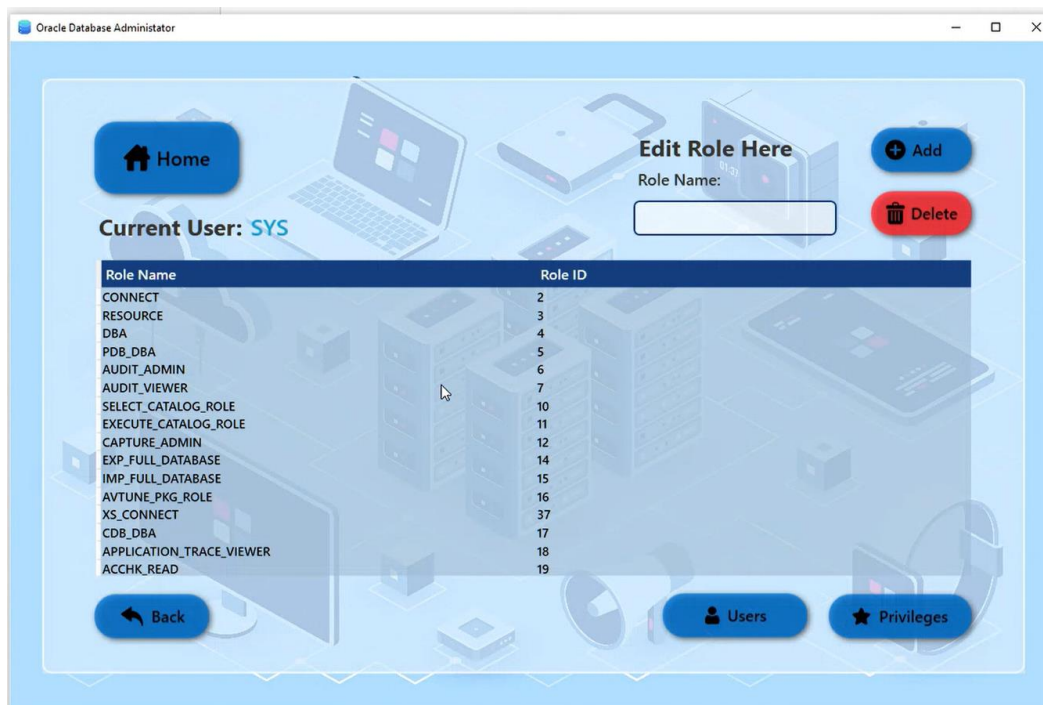 Oracle Database Administator
Home
Edit Role Here
Add
Role Name:
Delete
Current User: SYS
Role Name Role ID
CONNECT 2
RESOURCE 3
DBA 4
PDB_DBA 5
AUDIT_ADMIN 6
AUDIT_VIEWER 7
SELECT_CATALOG_ROLE 10
EXECUTE_CATALOG_ROLE 11
CAPTURE_ADMIN 12
EXP_FULL_DATABASE 14
IMP_FULL_DATABASE 15
AVTUNE_PKG_ROLE 16
XS_CONNECT 37
CDB_DBA 17
APPLICATION_TRACE_VIEWER 18
ACCHK_READ 19
Back
Users
Privileges